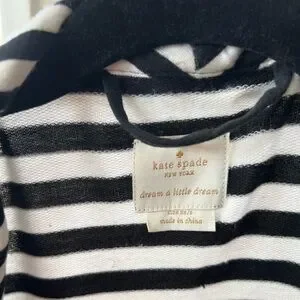 kate spade
NEW YORK
dream a little dream
made in china